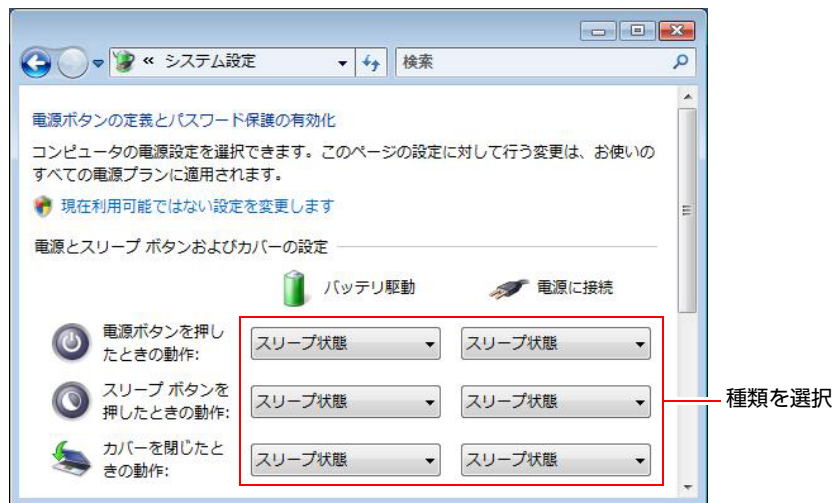 « システム設定
検索
電源ボタンの定義とパスワード保護の有効化
コンピュータの電源設定を選択できます。このページの設定に対して行う変更は、お使いの
すべての電源プランに適用されます。
現在利用可能ではない設定を変更します
電源とスリープ ボタンおよびカバーの設定
バッテリ駆動 電源に接続
電源ボタンを押し
たときの動作:
スリープ状態 スリープ状態
スリープ ボタンを
押したときの動作:
スリープ状態 スリープ状態
種類を選択
カバーを閉じたと
きの動作:
スリープ状態 スリープ状態